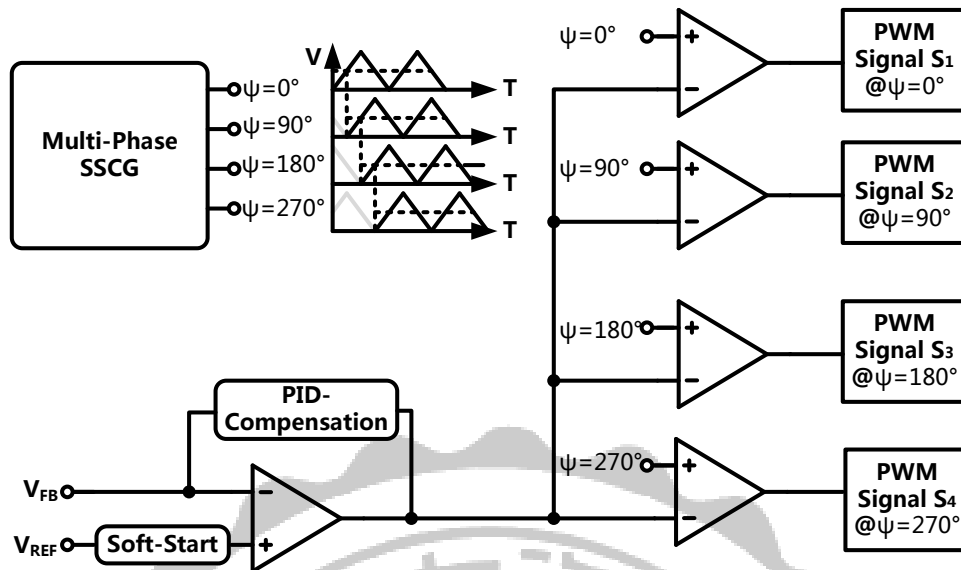 Multi-Phase
SSCG
ψ=0°
ψ=90°
ψ=180°
ψ=270°
V
T
T
T
T
ψ=0°
+
−
PWM
Signal S1
@ψ=0°
ψ=90°
+
−
PWM
Signal S2
@ψ=90°
ψ=180°
+
−
PWM
Signal S3
@ψ=180°
ψ=270°
+
−
PWM
Signal S4
@ψ=270°
PID-
Compensation
VFB
−
VREF
Soft-Start
+